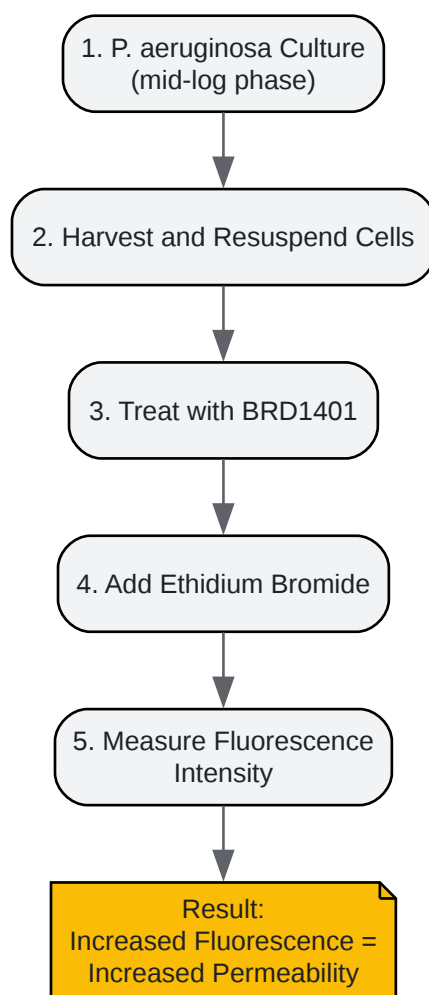 1. P. aeruginosa Culture
(mid-log phase)
2. Harvest and Resuspend Cells
3. Treat with BRD1401
4. Add Ethidium Bromide
5. Measure Fluorescence
Intensity
Result:
Increased Fluorescence =
Increased Permeability